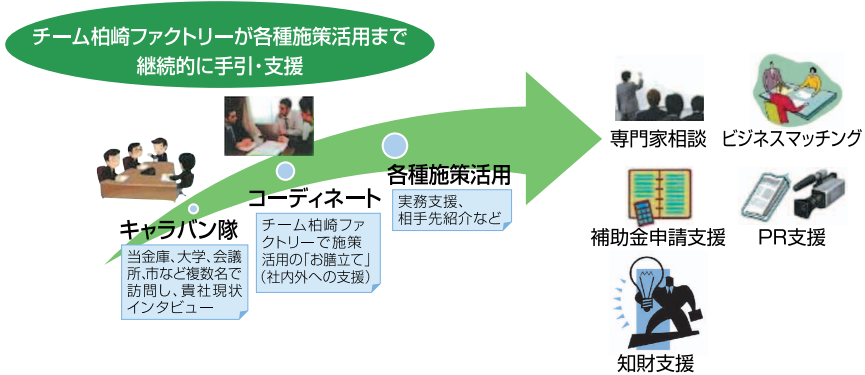 チーム柏崎ファクトリーが各種施策活用まで
継続的に手引・支援
キャラバン隊
当金庫、大学、会議
所、市など複数名で
訪問し、貴社現状
インタビュー
コーディネート
チーム柏崎ファ
クトリーで施策
活用の「お膳立て」
（社内外への支援）
各種施策活用
実務支援、
相手先紹介など
専門家相談
ビジネスマッチング
補助金申請支援
PR支援
知財支援